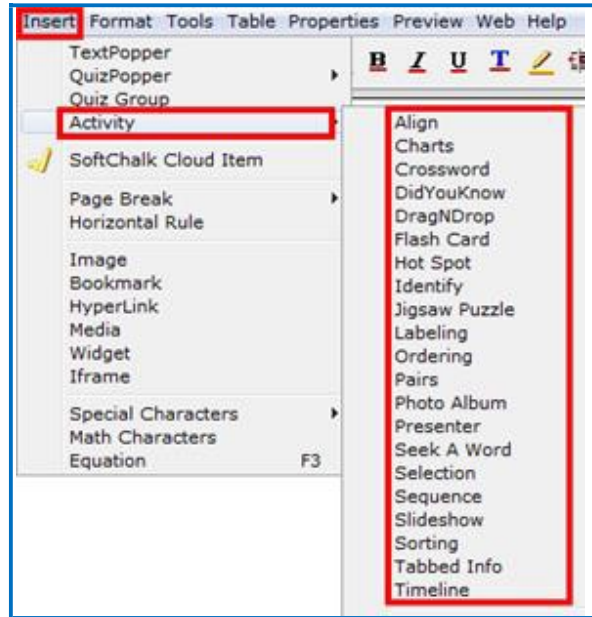 Insert Format Tools Table Properties Preview Web Help
B I U T
TextPopper
QuizPopper
Quiz Group
Activity
SoftChalk Cloud Item
Page Break
Horizontal Rule
Image
Bookmark
HyperLink
Media
Widget
Iframe
Special Characters
Math Characters
Equation F3
Align
Charts
Crossword
DidYouKnow
DragNDrop
Flash Card
Hot Spot
Identify
Jigsaw Puzzle
Labeling
Ordering
Pairs
Photo Album
Presenter
Seek A Word
Selection
Sequence
Slideshow
Sorting
Tabbed Info
Timeline